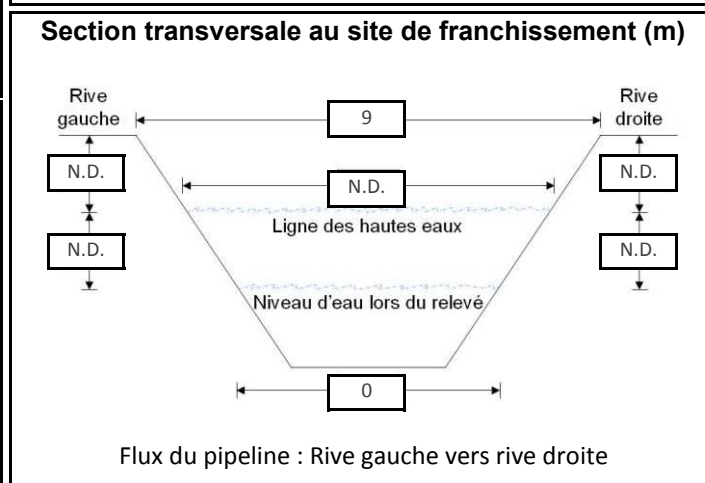 Section transversale au site de franchissement (m)
Rive gauche
9
Rive droite
N.D.
N.D.
N.D.
Ligne des hautes eaux
N.D.
N.D.
Niveau d'eau lors du relevé
0
Flux du pipeline : Rive gauche vers rive droite